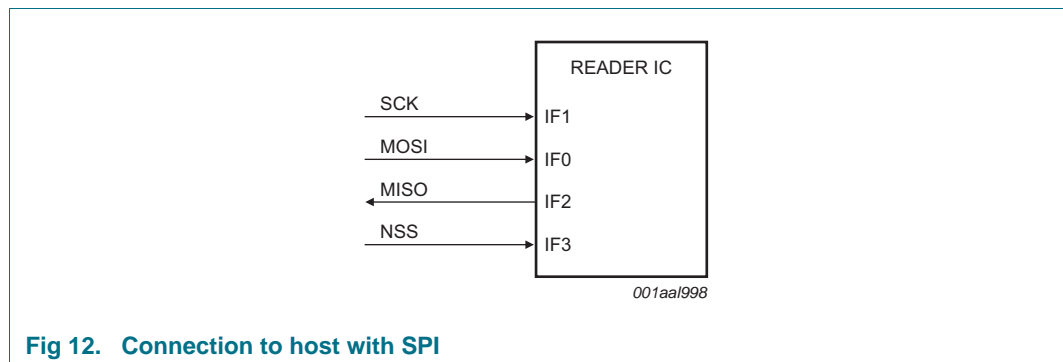 READER IC
SCK
IF1
MOSI
IF0
MISO
IF2
NSS
IF3
001aal998
Fig 12. Connection to host with SPI